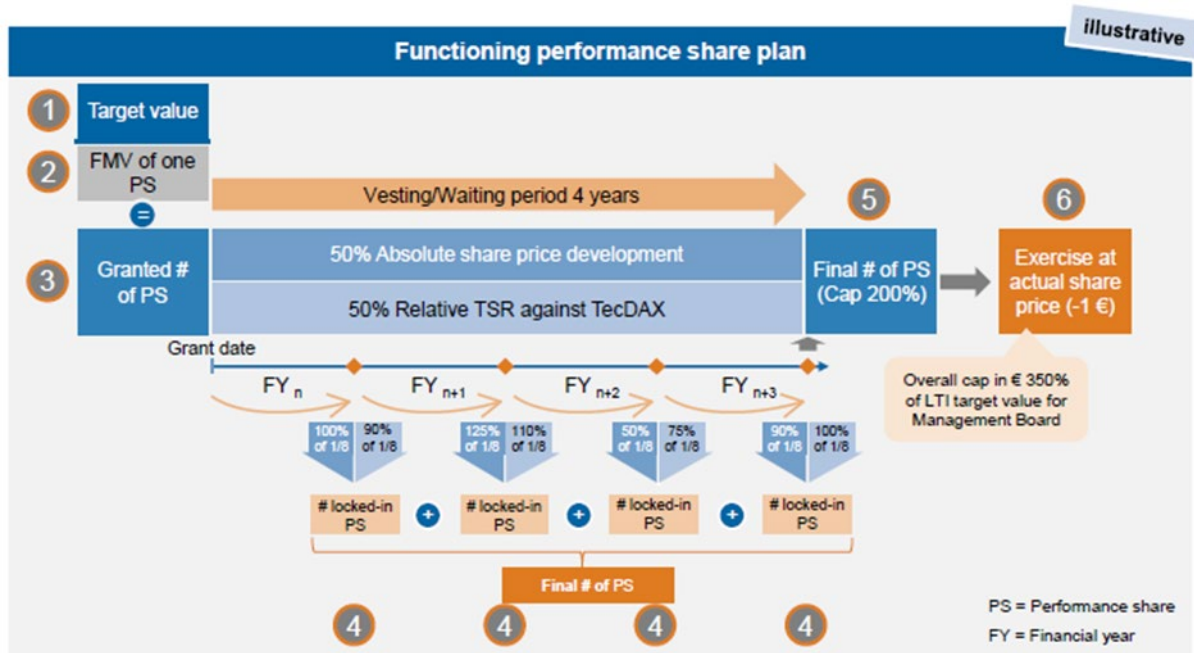 illustrative
Functioning performance share plan
1
Target value
2
FMV of one
PS
=
Vesting/Waiting period 4 years
5
6
3
Granted #
of PS
50% Absolute share price development
50% Relative TSR against TecDAX
Final # of PS
(Cap 200%)
Exercise at
actual share
price (-1 €)
Grant date
FY n
FY n+1
FY n+2
FY n+3
Overall cap in € 350%
of LTI target value for
Management Board
100%
of 1/8
90%
of 1/8
125%
of 1/8
110%
of 1/8
50%
of 1/8
75%
of 1/8
90%
of 1/8
100%
of 1/8
# locked-in
PS
+
# locked-in
PS
+
# locked-in
PS
+
# locked-in
PS
Final # of PS
4
4
4
4
PS = Performance share
FY = Financial year